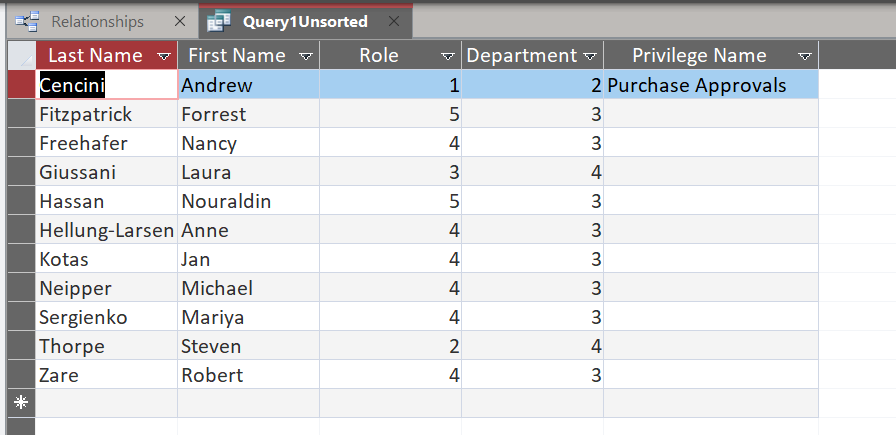 Relationships Query1Unsorted
Last Name First Name Role Department Privilege Name
Cencini Andrew 1 2 Purchase Approvals
Fitzpatrick Forrest 5 3
Freehafer Nancy 4 3
Giussani Laura 3 4
Hassan Nouraldin 5 3
Hellung-Larsen Anne 4 3
Kotas Jan 4 3
Neipper Michael 4 3
Sergienko Mariya 4 3
Thorpe Steven 2 4
Zare Robert 4 3